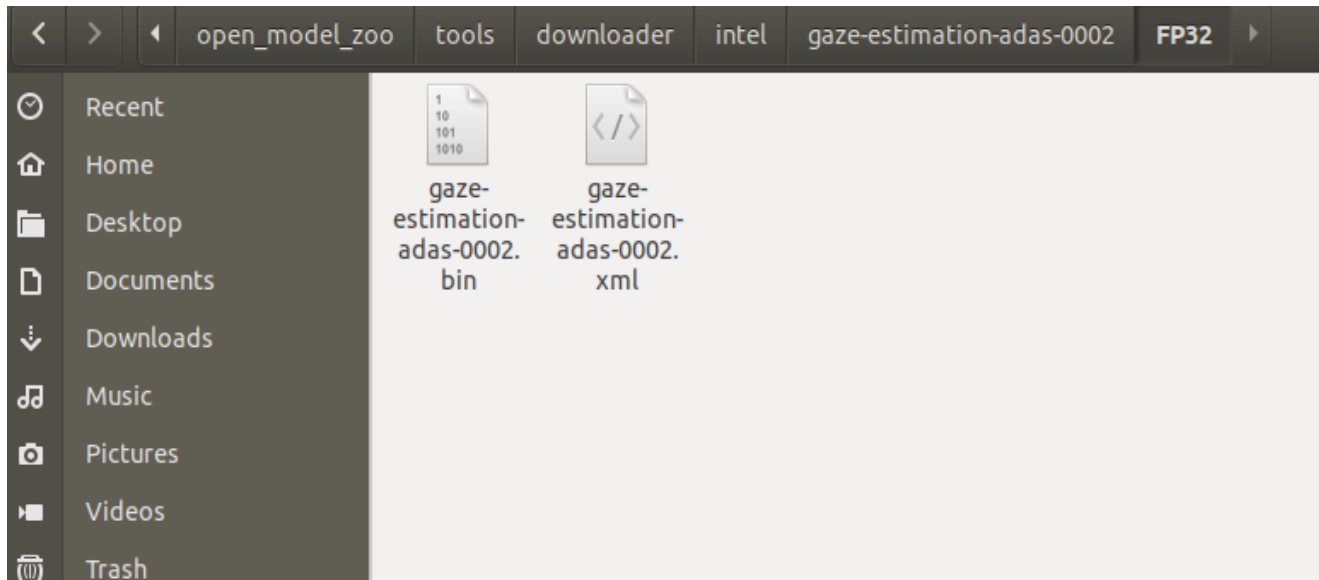 open_model_zoo tools downloader intel gaze-estimation-adas-0002 FP32
Recent
Home
Desktop
Documents
Downloads
Music
Pictures
Videos
Trash
1
10
101
1010
</>
gaze-
estimation-
adas-0002.
bin
gaze-
estimation-
adas-0002.
xml